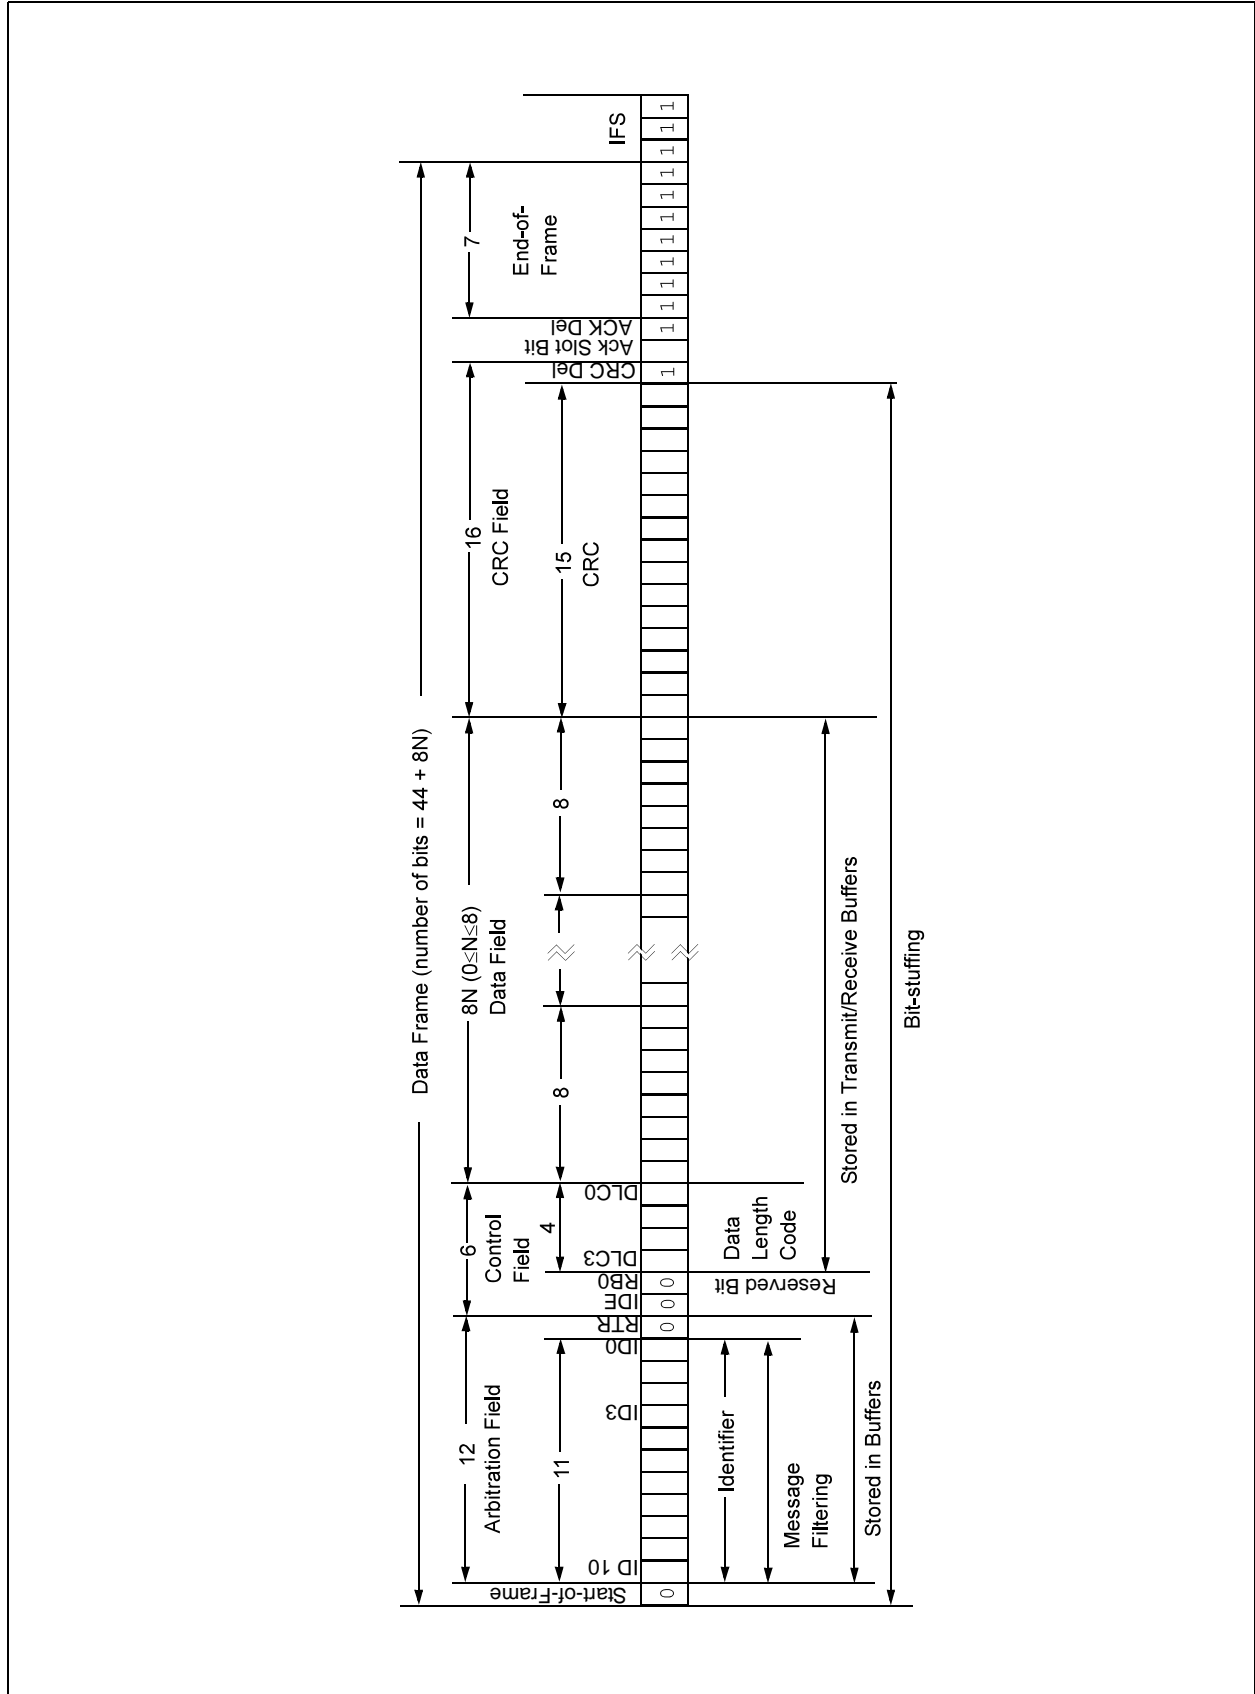 Data Frame (number of bits = 44 + 8N)
12
Arbitration Field
6
Control
Field
8N (0≤N≤8)
Data Field
16
CRC Field
7
End-of-
Frame
IFS
11
4
8
8
15
CRC
Start-of-Frame
ID 10
ID3
ID0
RTR
IDE
RB0
DLC3
DLC0
CRC Del
Ack Slot Bit
ACK Del
0
0
0
0
1
1
1
1
1
1
1
1
1
1
1
1
Identifier
Message
Filtering
Stored in Buffers
Reserved Bit
Data
Length
Code
Stored in Transmit/Receive Buffers
Bit-stuffing